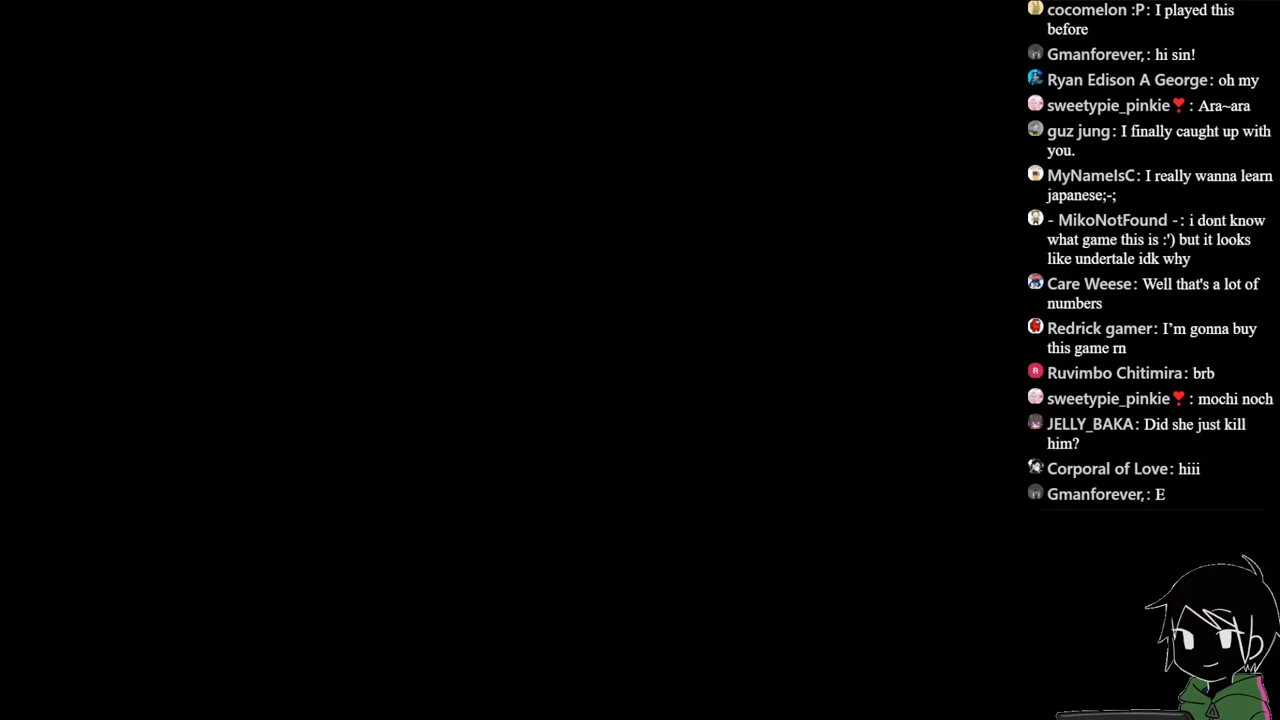 cocomelon :P: I played this
before
Gmanforever,: hi sin!
Ryan Edison A George: oh my
sweetypie_pinkie❣: Ara~ara
guz jung: I finally caught up with
you.
MyNameIsC: I really wanna learn
japanese;-;
- MikoNotFound -: i dont know
what game this is :') but it looks
like undertale idk why
Care Weese: Well that's a lot of
numbers
Redrick gamer: I’m gonna buy
this game rn
R
Ruvimbo Chitimira: brb
sweetypie_pinkie❣: mochi noch
JELLY_BAKA: Did she just kill
him?
Corporal of Love: hiii
Gmanforever,: E